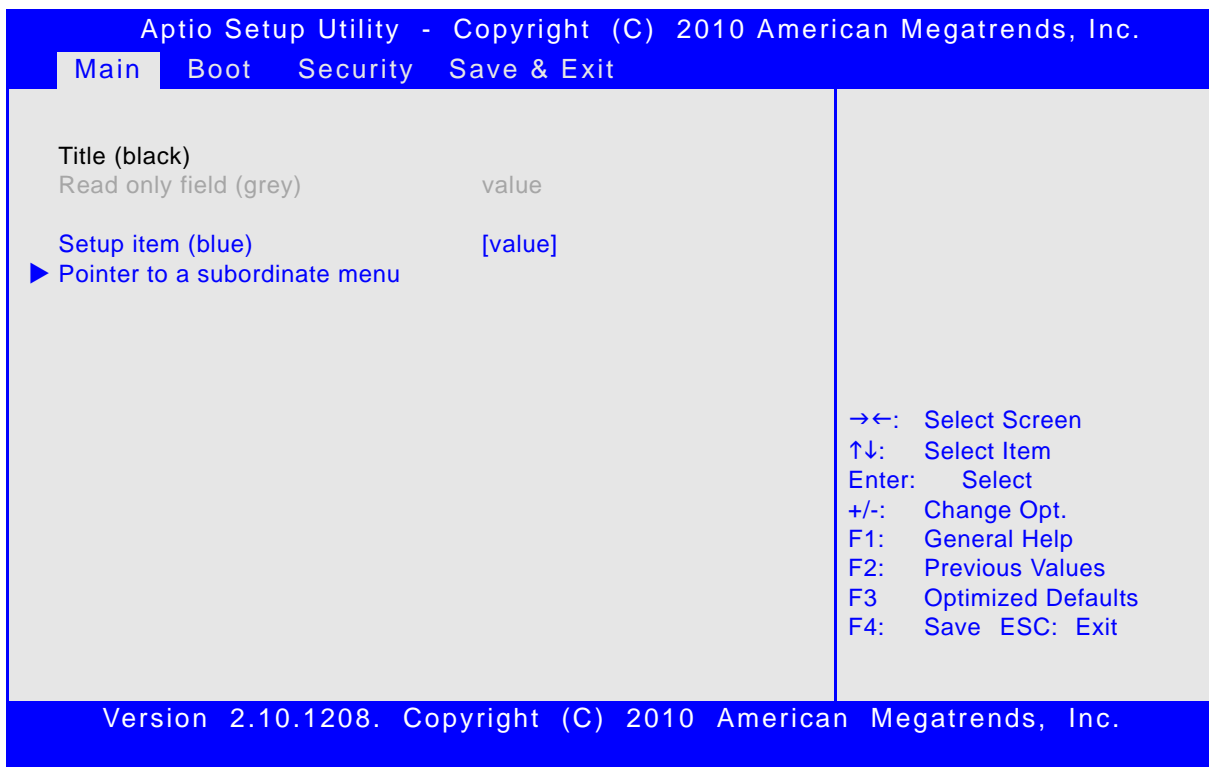 Aptio Setup Utility - Copyright (C) 2010 American Megatrends, Inc.
Main Boot Security Save & Exit
Title (black)
Read only field (grey) value
Setup item (blue) [value]
▶ Pointer to a subordinate menu
→←: Select Screen
↑↓: Select Item
Enter: Select
+/-: Change Opt.
F1: General Help
F2: Previous Values
F3 Optimized Defaults
F4: Save ESC: Exit
Version 2.10.1208. Copyright (C) 2010 American Megatrends, Inc.